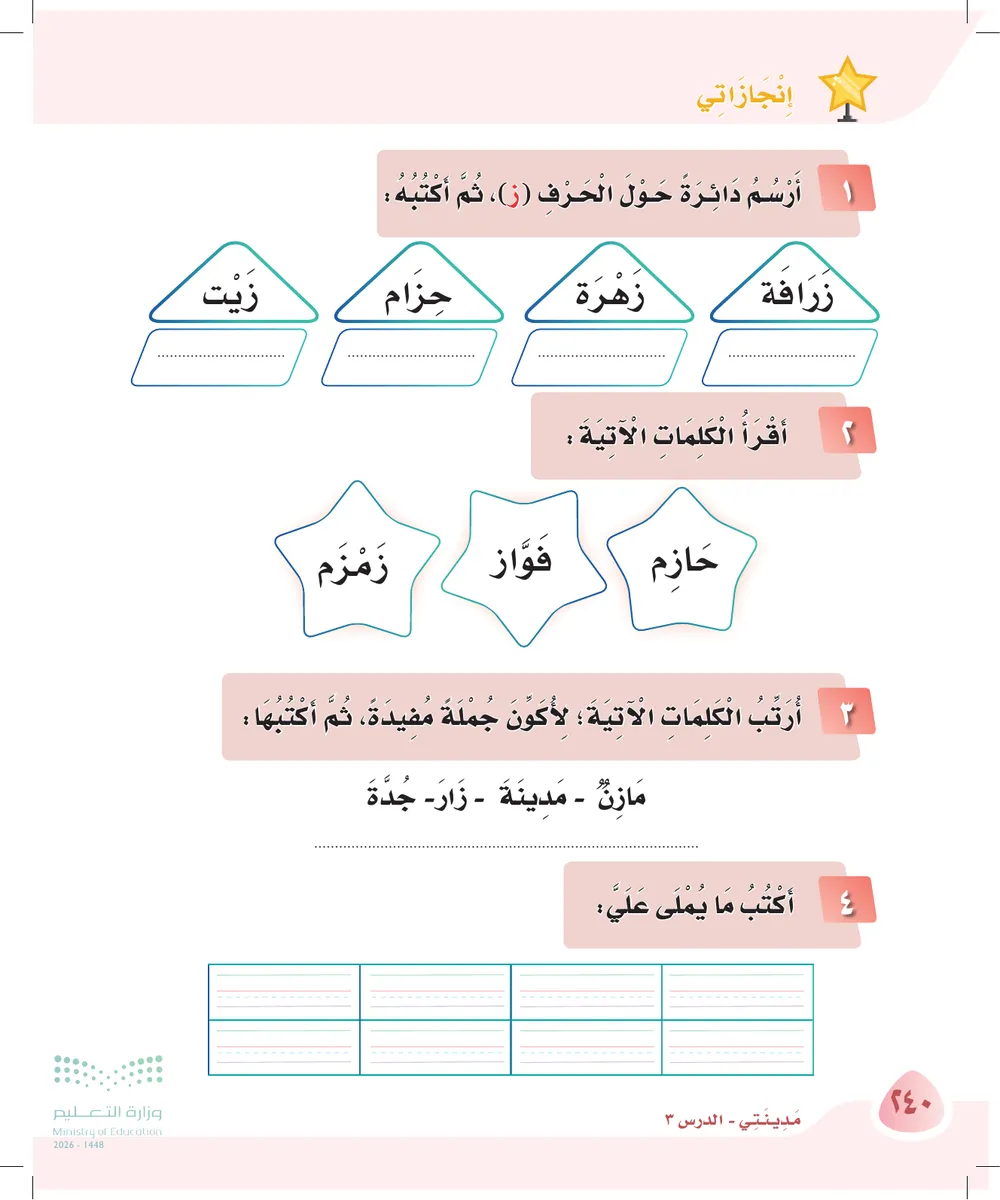 إِنْجَازَاتِي
١ أَرْسُمُ دَائِرَةً حَوْلَ الْحَرْفِ (ز)، ثُمَّ أَكْتُبُهُ:
زَرَافَة زَهْرَة حِزَام زَيْت
٢ أَقْرَأُ الْكَلِمَاتِ الْآتِيَةَ :
حَازِم فَوَّاز زَمْزَم
٣ أُرَتِّبُ الْكَلِمَاتِ الْآتِيَةَ؛ لِأُكَوِّنَ جُمْلَةً مُفِيدَةً، ثُمَّ أَكْتُبُهَا:
مَازِنٌ - مَدِينَةَ - زَارَ- جُدَّةَ
٤ أَكْتُبُ مَا يُمْلَى عَلَيَّ:
٢٤٠
مَدِينَتِي - الدرس ٣
وزارة التعـليم
Ministry of Education
2026 - 1448